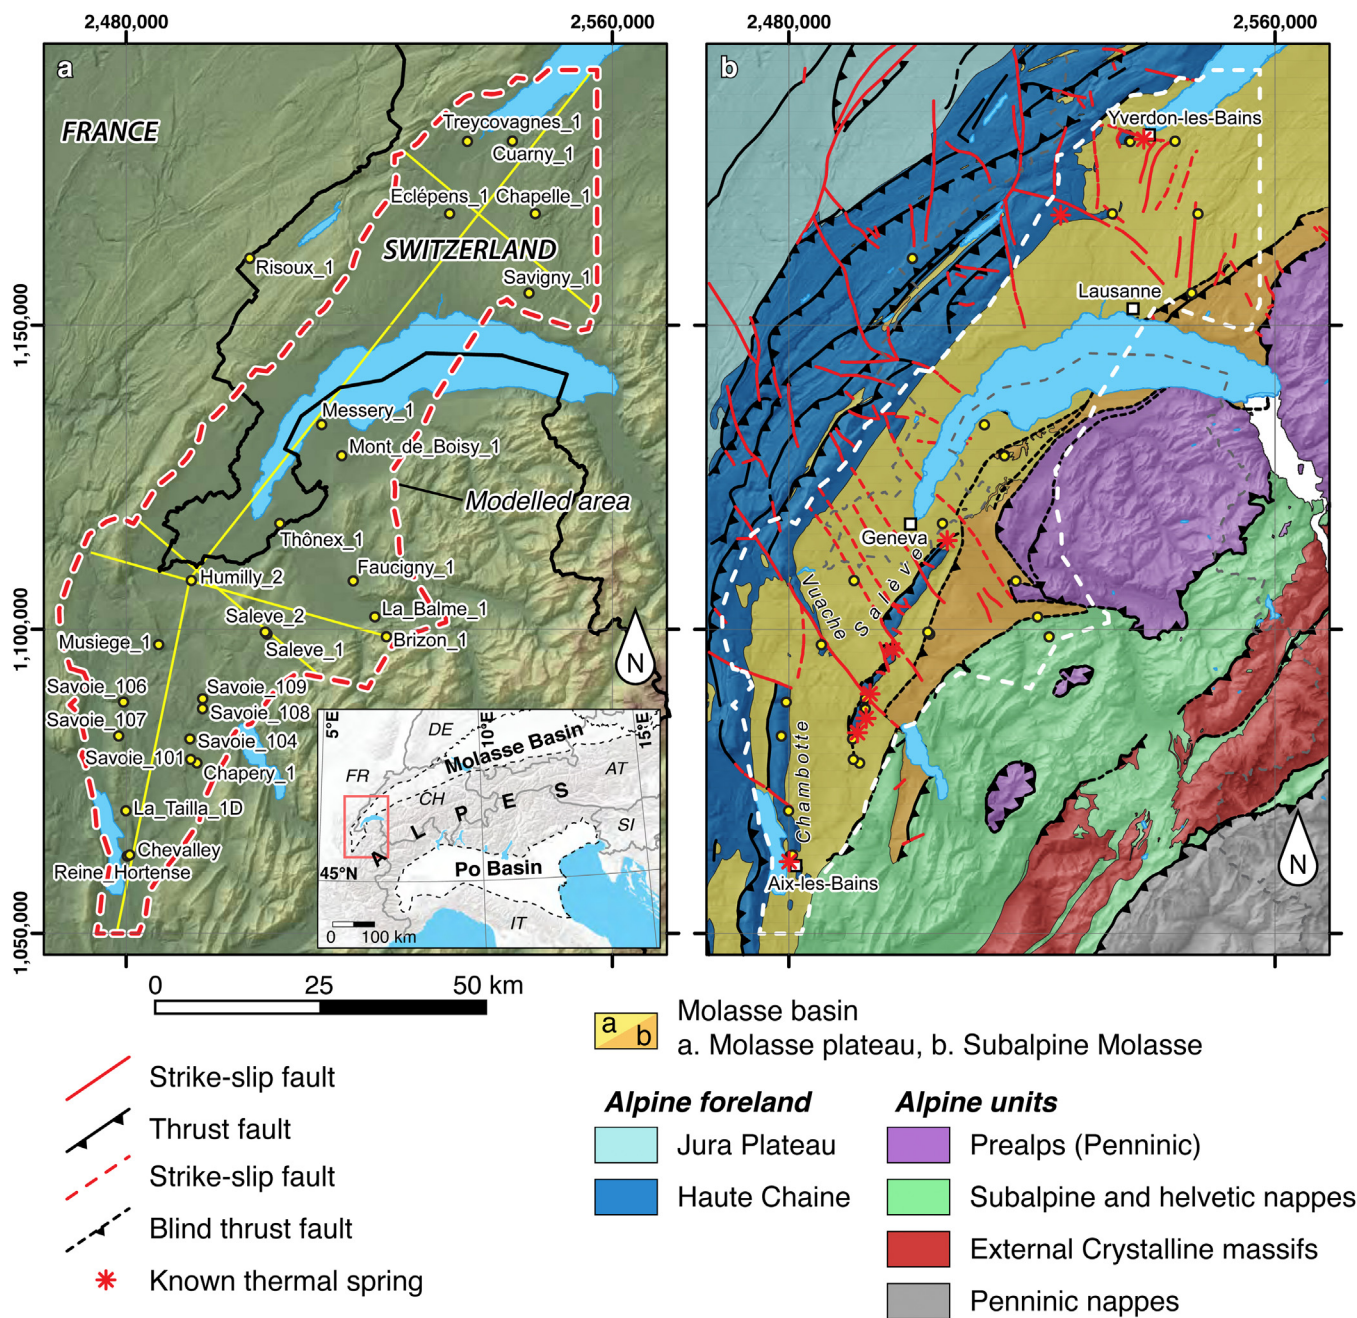 2,480,000
2,560,000
2,480,000
2,560,000
a
b
FRANCE
Treycovagnes_1
Cuarny_1
Eclépens_1
Chapelle_1
SWITZERLAND
Risoux_1
Savigny_1
1,150,000
Messery_1
Mont_de_Boisy_1
Modelled area
Thônex_1
Humilly_2
Faucigny_1
La_Balme_1
Saleve_2
Saleve_1
Brizon_1
Musiege_1
1,100,000
N
Savoie_106
Savoie_109
Savoie_107
Savoie_108
Savoie_104
Savoie_101
Chapery_1
La_Tailla_1D
Chevalley
Reine_Hortense
1,050,000
5°E
10°E
15°E
DE
Molasse Basin
FR
CH
AT
A L P E S
SI
45°N
Po Basin
IT
0 100 km
Yverdon-les-Bains
Lausanne
Geneva
Vuache
Salève
Chambotte
Aix-les-Bains
N
0 25 50 km
Strike-slip fault
Thrust fault
Strike-slip fault
Blind thrust fault
Known thermal spring
a
b
Molasse basin
a. Molasse plateau, b. Subalpine Molasse
Alpine foreland
Jura Plateau
Haute Chaine
Alpine units
Prealps (Penninic)
Subalpine and helvetic nappes
External Crystalline massifs
Penninic nappes